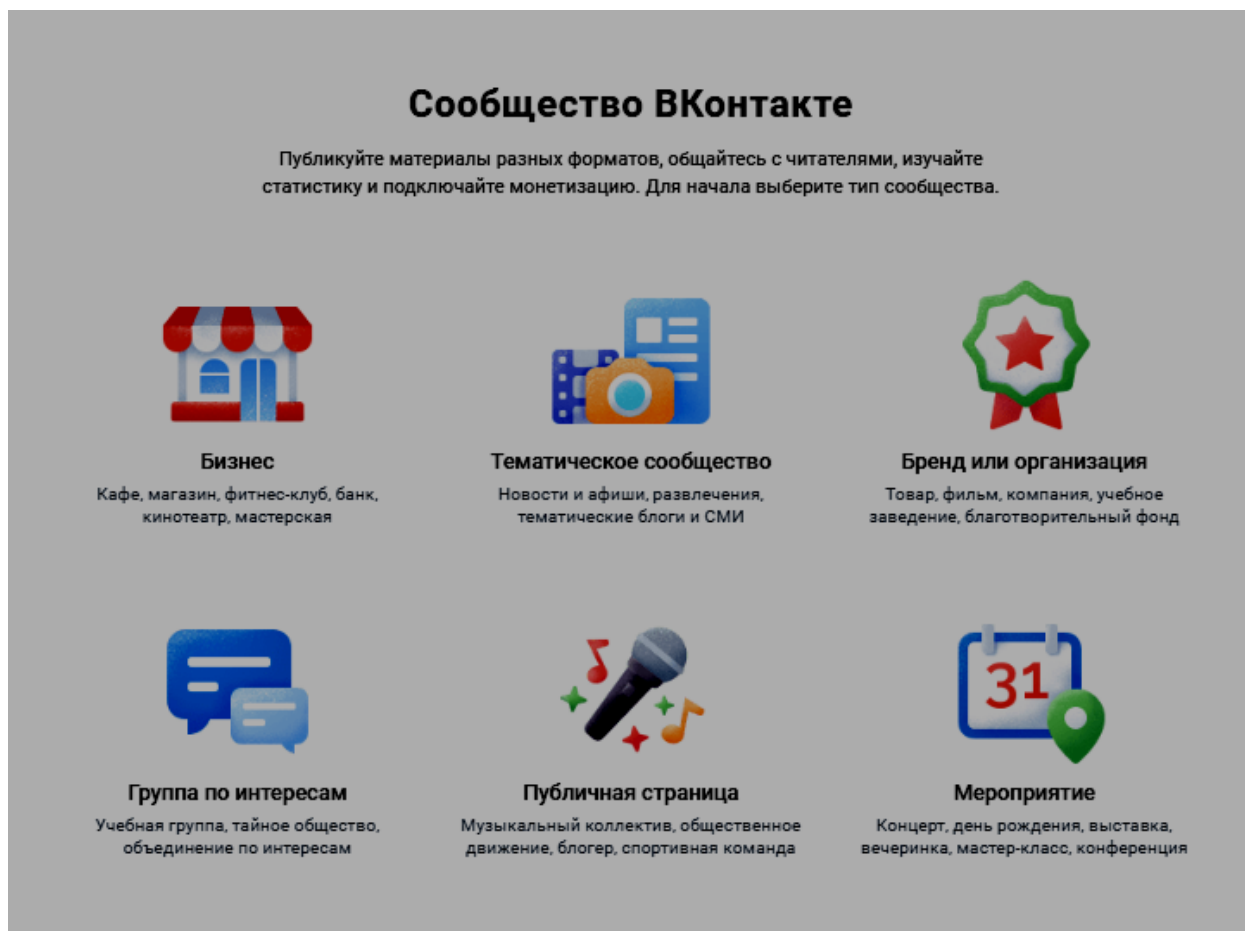 Сообщество ВКонтакте
Публикуйте материалы разных форматов, общайтесь с читателями, изучайте
статистику и подключайте монетизацию. Для начала выберите тип сообщества.
Бизнес
Кафе, магазин, фитнес-клуб, банк,
кинотеатр, мастерская
Тематическое сообщество
Новости и афиши, развлечения,
тематические блоги и СМИ
Бренд или организация
Товар, фильм, компания, учебное
заведение, благотворительный фонд
31
Группа по интересам
Учебная группа, тайное общество,
объединение по интересам
Публичная страница
Музыкальный коллектив, общественное
движение, блогер, спортивная команда
Мероприятие
Концерт, день рождения, выставка,
вечеринка, мастер-класс, конференция